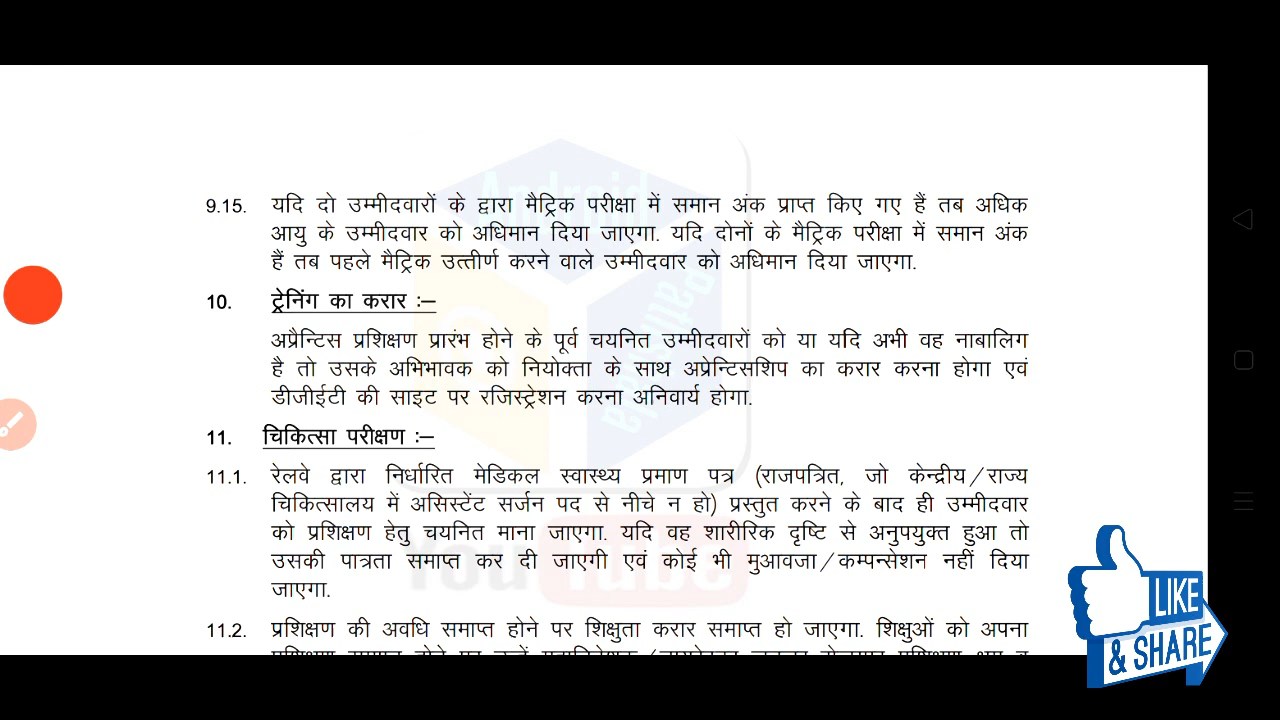 9.15. यदि दो उम्मीदवारों के द्वारा मैट्रिक परीक्षा में समान अंक प्राप्त किए गए हैं तब अधिक
आयु के उम्मीदवार को अधिमान दिया जाएगा. यदि दोनों के मैट्रिक परीक्षा में समान अंक
हैं तब पहले मैट्रिक उत्तीर्ण करने वाले उम्मीदवार को अधिमान दिया जाएगा.
10. ट्रेनिंग का करार :–
अप्रैन्टिस प्रशिक्षण प्रारंभ होने के पूर्व चयनित उम्मीदवारों को या यदि अभी वह नाबालिग
है तो उसके अभिभावक को नियोक्ता के साथ अप्रेन्टिसशिप का करार करना होगा एवं
डीजीईटी की साइट पर रजिस्ट्रेशन करना अनिवार्य होगा.
11. चिकित्सा परीक्षण :–
11.1. रेलवे द्वारा निर्धारित मेडिकल स्वास्थ्य प्रमाण पत्र (राजपत्रित, जो केन्द्रीय/राज्य
चिकित्सालय में असिस्टेंट सर्जन पद से नीचे न हो) प्रस्तुत करने के बाद ही उम्मीदवार
को प्रशिक्षण हेतु चयनित माना जाएगा. यदि वह शारीरिक दृष्टि से अनुपयुक्त हुआ तो
उसकी पात्रता समाप्त कर दी जाएगी एवं कोई भी मुआवजा/कम्पन्सेशन नहीं दिया
जाएगा.
11.2. प्रशिक्षण की अवधि समाप्त होने पर शिक्षुता करार समाप्त हो जाएगा. शिक्षुओं को अपना
Android
Pathshala
YouTube
LIKE
& SHARE